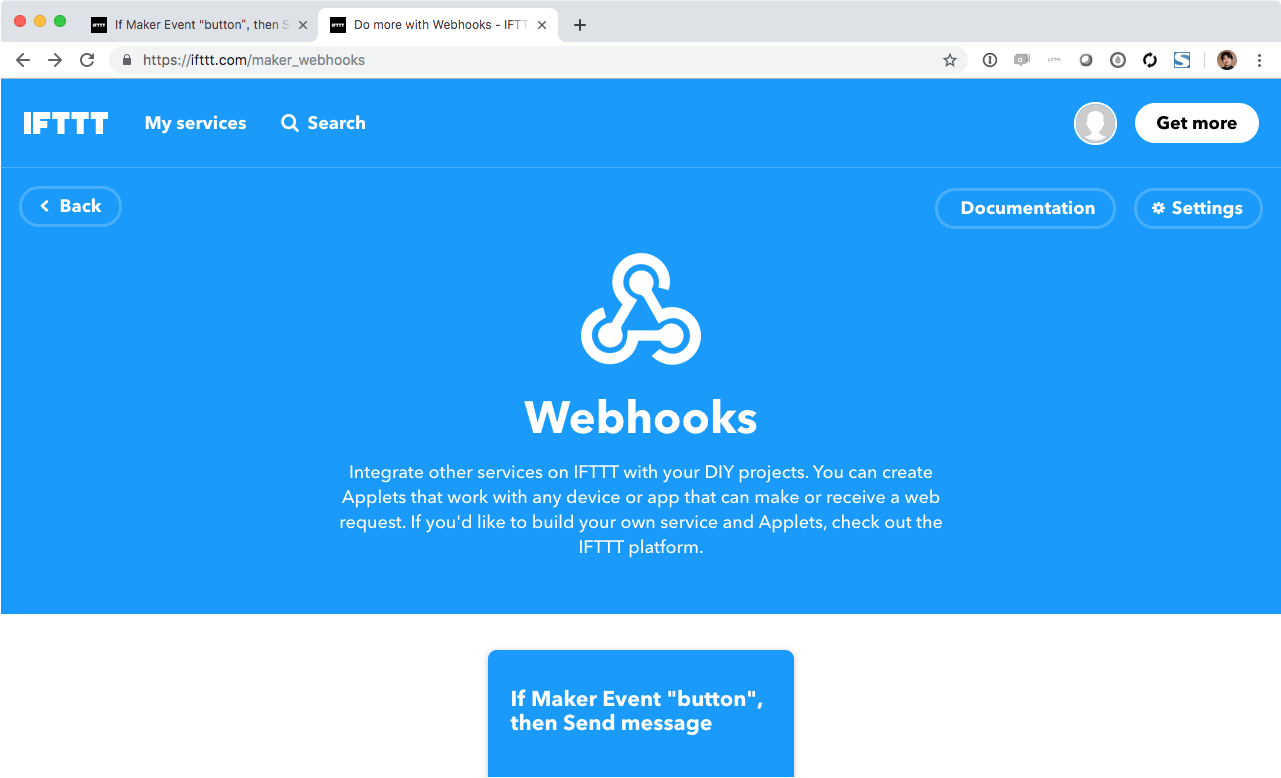 If Maker Event "button", then S
Do more with Webhooks - IFTT
https://ifttt.com/maker_webhooks
IFTTT
My services
Search
Get more
Back
Documentation
Settings
Webhooks
Integrate other services on IFTTT with your DIY projects. You can create
Applets that work with any device or app that can make or receive a web
request. If you'd like to build your own service and Applets, check out the
IFTTT platform.
If Maker Event "button",
then Send message